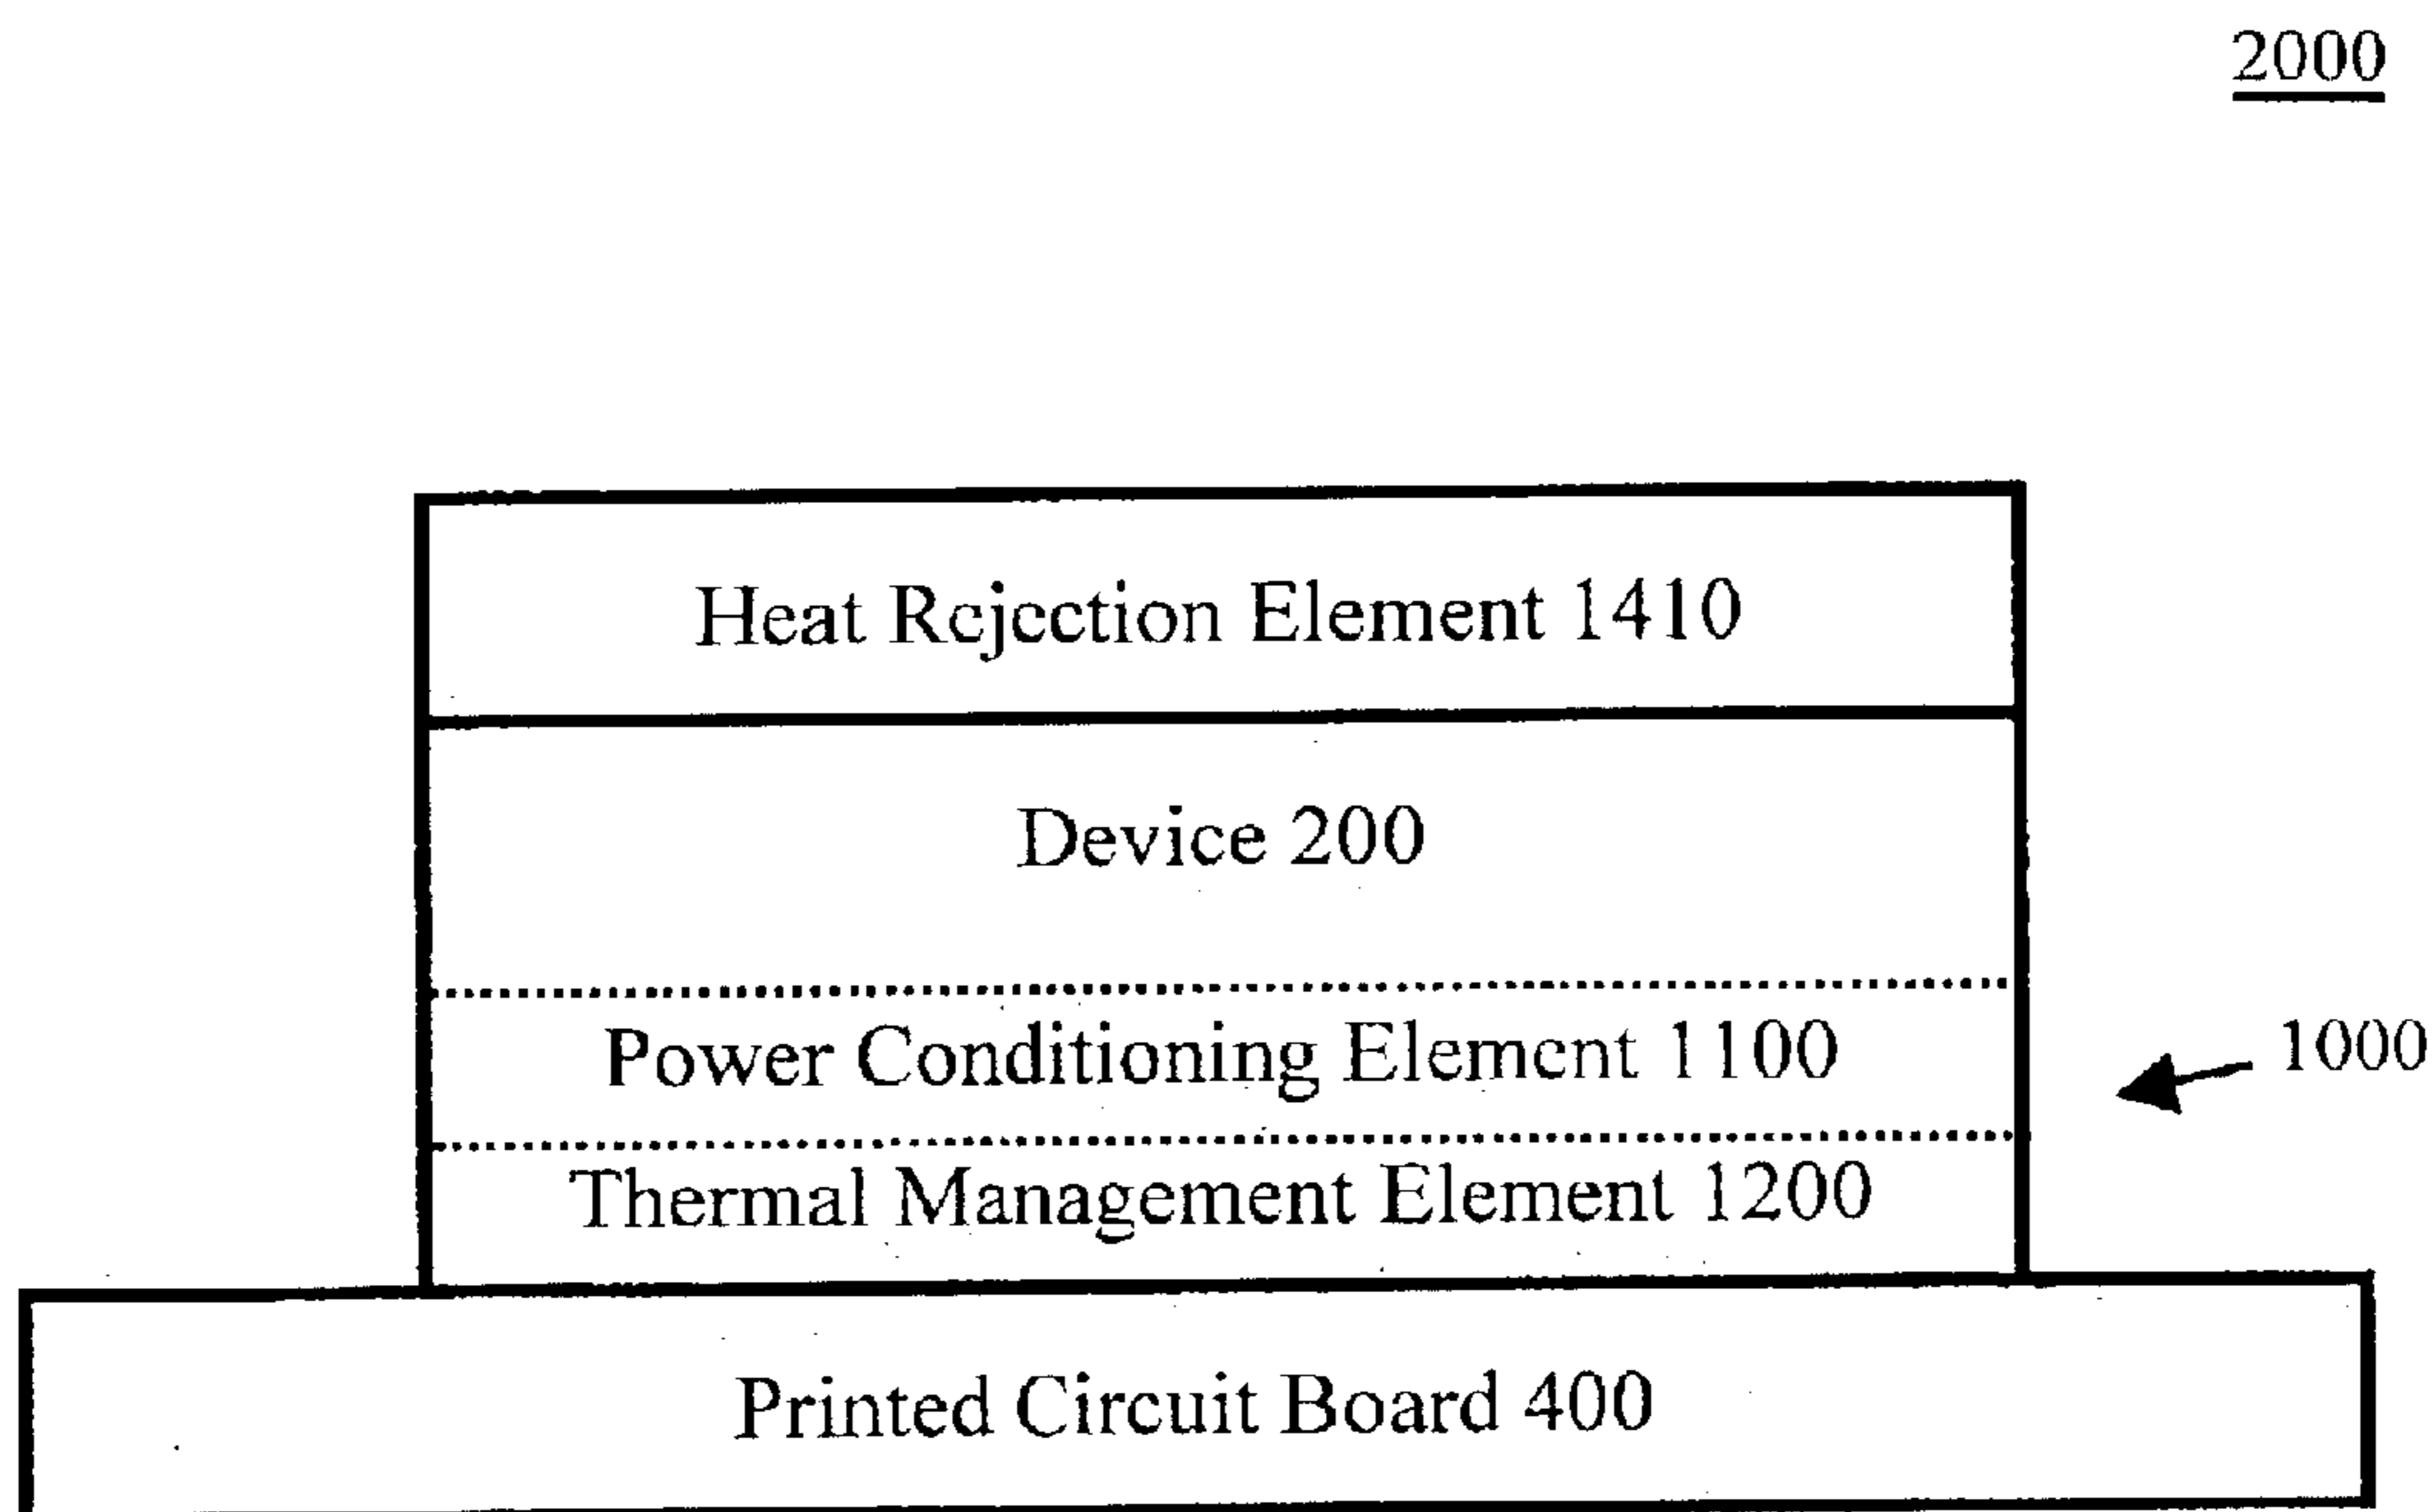 2000
Heat Rejection Element 1410
Device 200
Power Conditioning Element 1100
1000
Thermal Management Element 1200
Printed Circuit Board 400